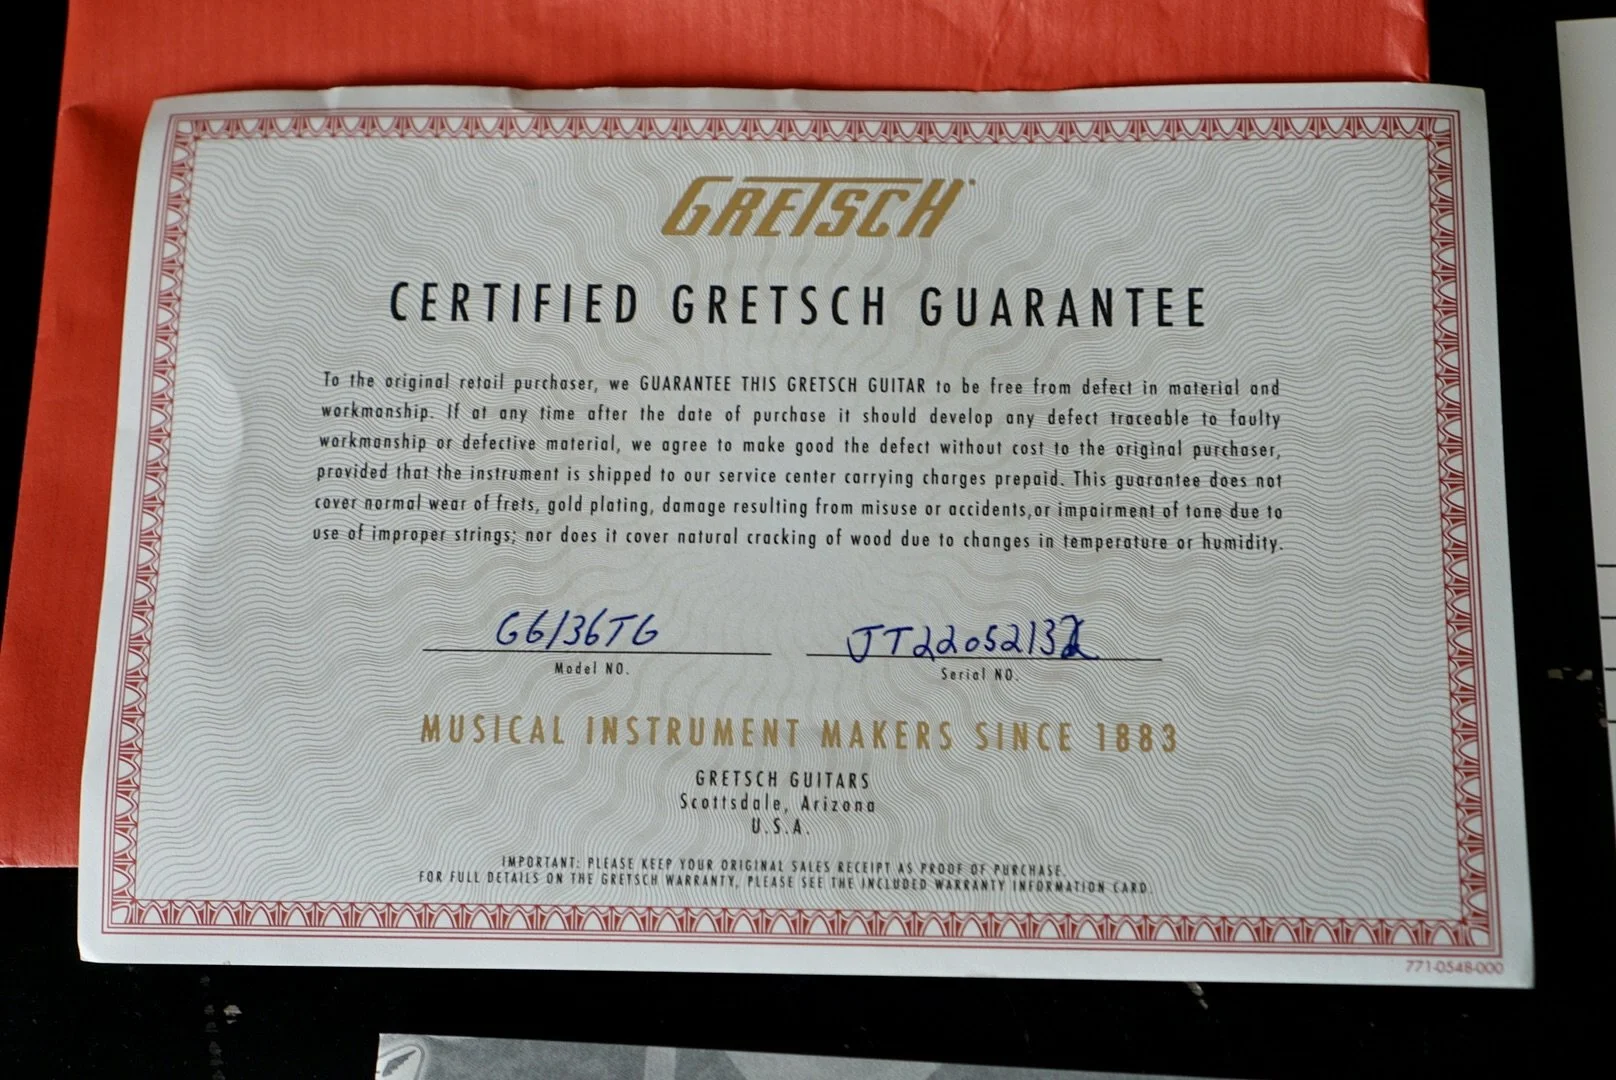 GRETSCH
CERTIFIED GRETSCH GUARANTEE
To the original retail purchaser, we GUARANTEE THIS GRETSCH GUITAR to be free from defect in material and
workmanship. If at any time after the date of purchase it should develop any defect traceable to faulty
workmanship or defective material, we agree to make good the defect without cost to the original purchaser,
provided that the instrument is shipped to our service center carrying charges prepaid. This guarantee does not
cover normal wear of frets, gold plating, damage resulting from misuse or accidents,or impairment of tone due to
use of improper strings; nor does it cover natural cracking of wood due to changes in temperature or humidity.
G6136TG
Model NO.
Serial NO.
MUSICAL INSTRUMENT MAKERS SINCE 1883
GRETSCH GUITARS
Scottsdale, Arizona
U.S.A.
IMPORTANT: PLEASE KEEP YOUR ORIGINAL SALES RECEIPT AS PROOF OF PURCHASE.
FOR FULL DETAILS ON THE GRETSCH WARRANTY, PLEASE SEE THE INCLUDED WARRANTY INFORMATION CARD.
771-0548-000